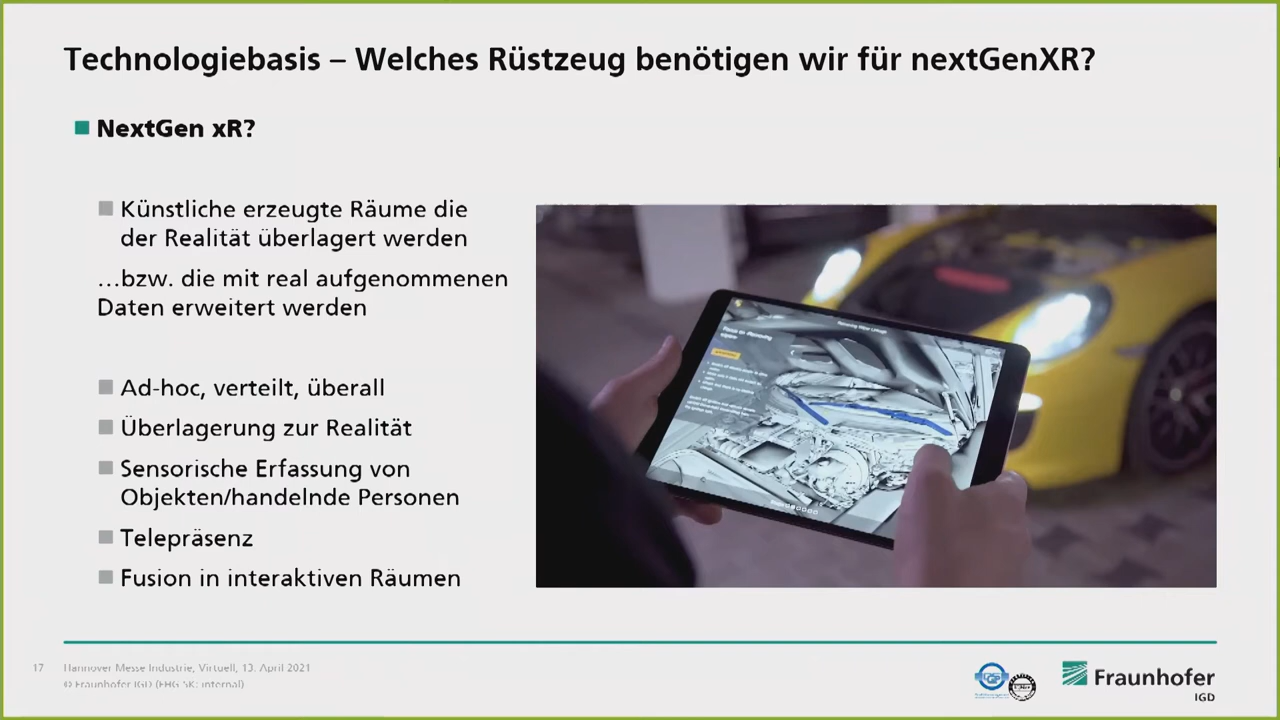 Technologiebasis – Welches Rüstzeug benötigen wir für nextGenXR?
NextGen xR?
Künstliche erzeugte Räume die
der Realität überlagert werden
…bzw. die mit real aufgenommenen
Daten erweitert werden
Ad-hoc, verteilt, überall
Überlagerung zur Realität
Sensorische Erfassung von
Objekten/handelnde Personen
Telepräsenz
Fusion in interaktiven Räumen
17
Hannover Messe Industrie, Virtuell, 13. April 2021
© Fraunhofer IGD (FHG SK: internal)
Fraunhofer
IGD